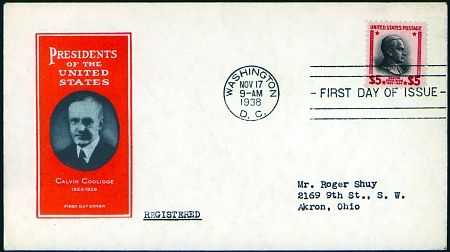 PRESIDENTS
OF THE
UNITED
STATES
CALVIN COOLIDGE
1923-1929
FIRST DAY COVER
WASHINGTON
NOV 17
9-AM
1938
D. C.
UNITED STATES POSTAGE
$5 $5
- FIRST DAY OF ISSUE -
Mr. Roger Shuy
2169 9th St., S. W.
Akron, Ohio
REGISTERED